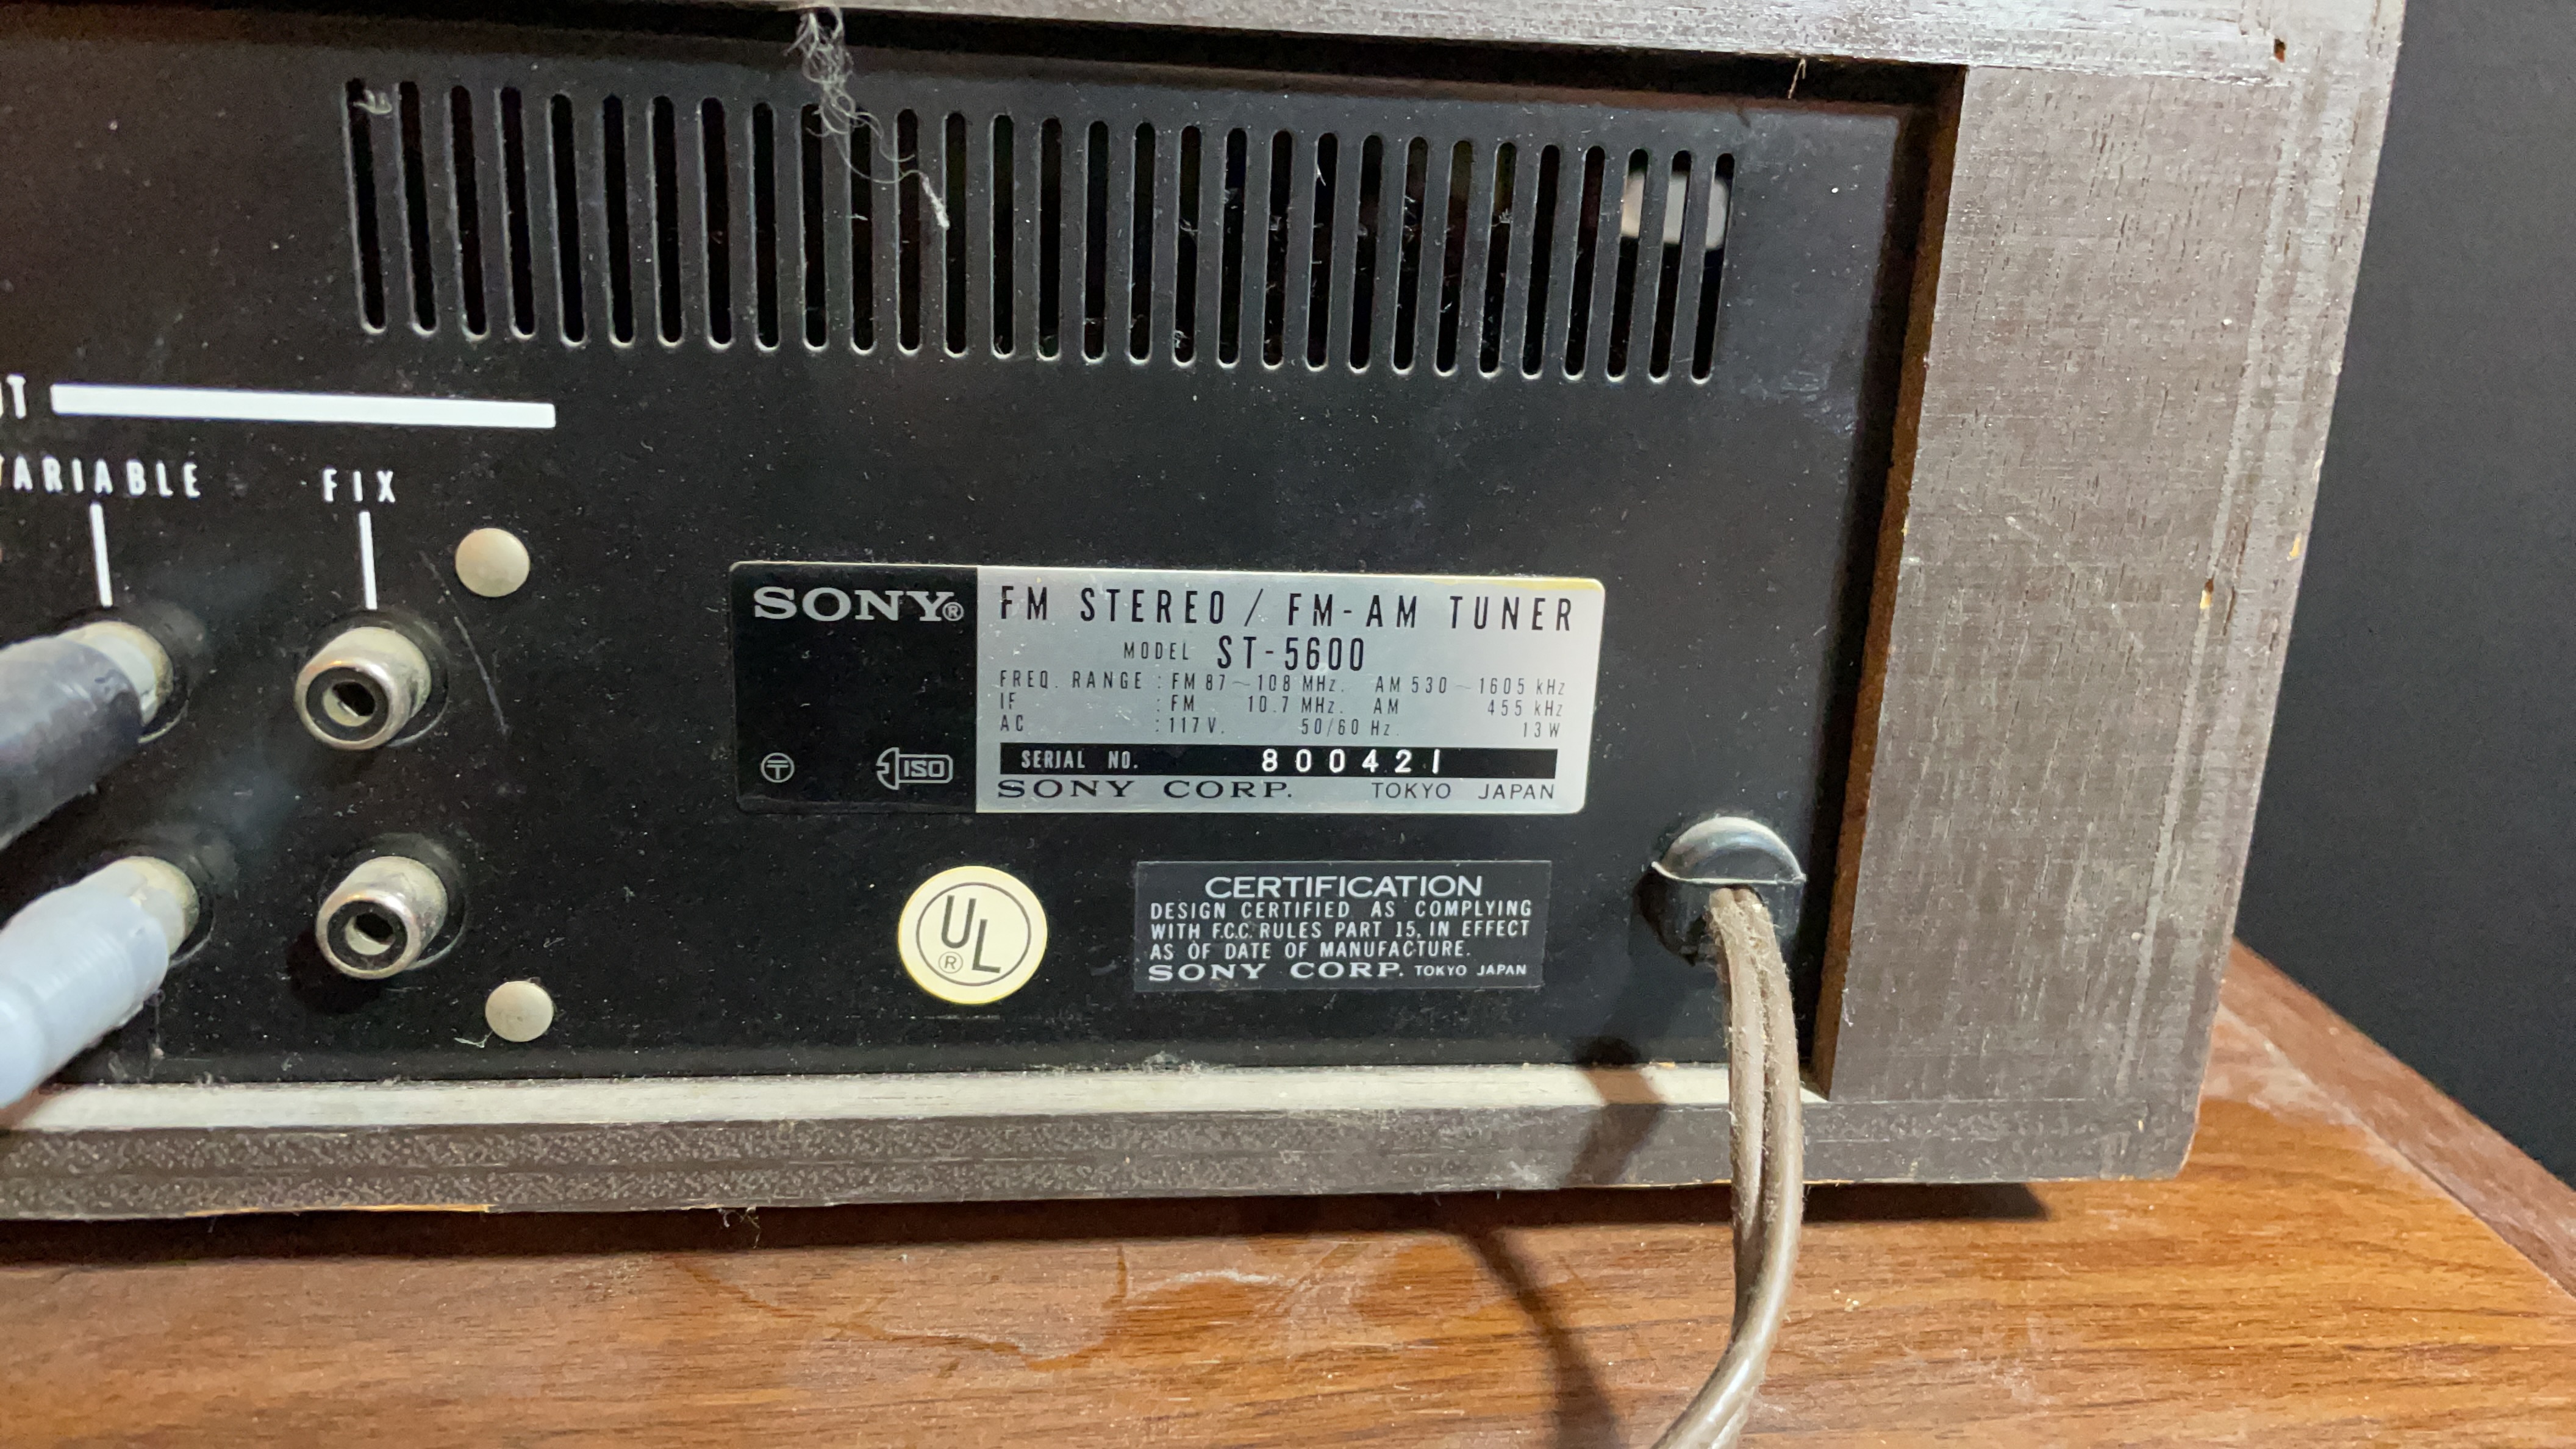 VARIABLE FIX
SONY® FM STEREO / FM-AM TUNER
MODEL ST-5600
FREQ. RANGE : FM 87~108 MHz. AM 530~1605 kHz
IF : FM 10.7 MHz. AM 455 kHz
AC : 117 V. 50/60 Hz. 13 W
ISO
SERIAL NO. 800421
SONY CORP. TOKYO JAPAN
UL®
CERTIFICATION
DESIGN CERTIFIED AS COMPLYING
WITH F.C.C. RULES PART 15, IN EFFECT
AS OF DATE OF MANUFACTURE.
SONY CORP. TOKYO JAPAN